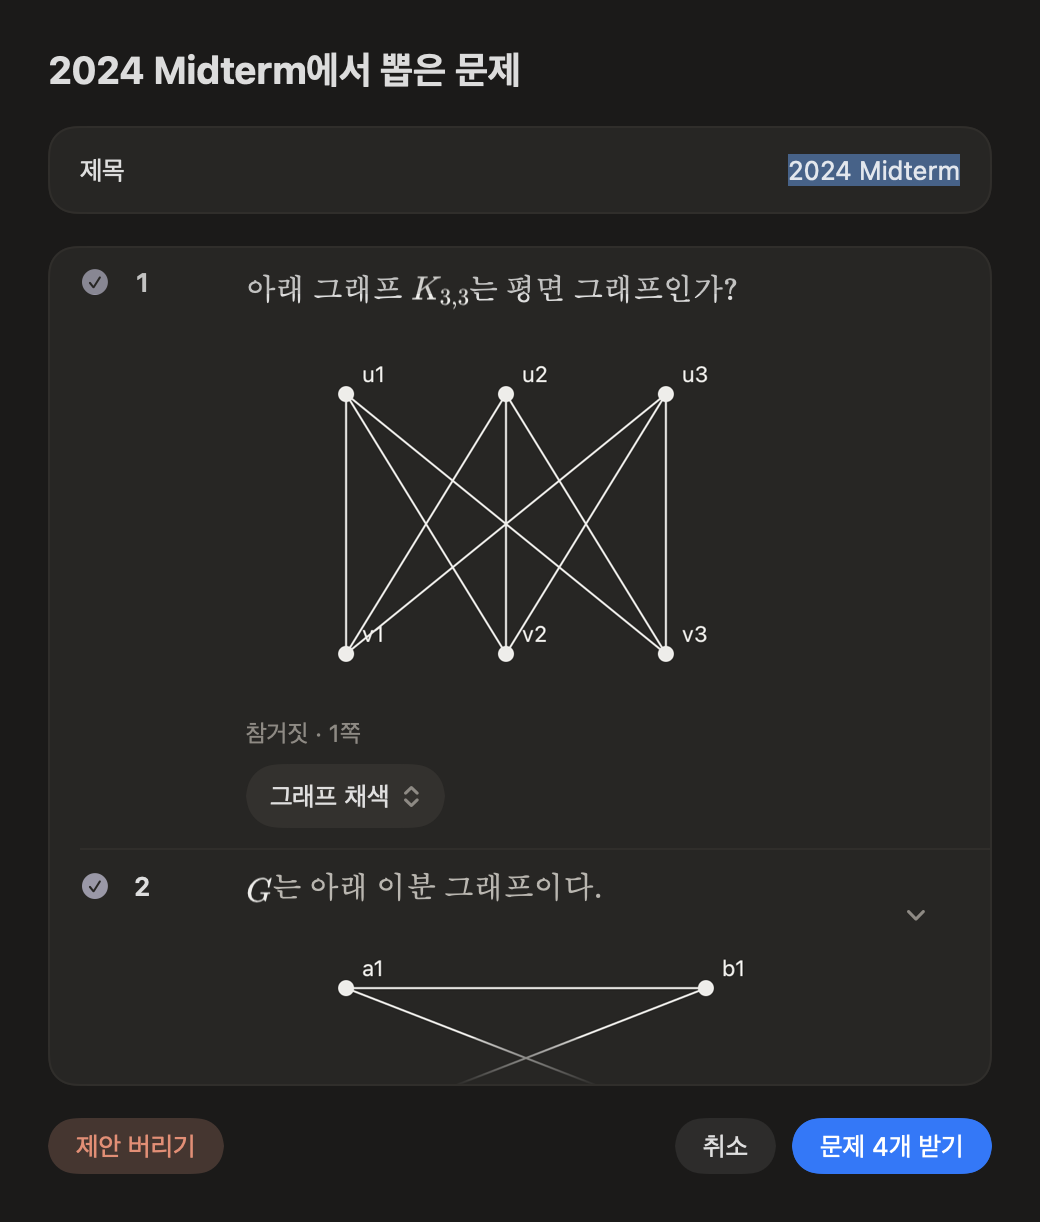 2024 Midterm에서 뽑은 문제
제목 2024 Midterm
1 아래 그래프 K3,3는 평면 그래프인가?
u1 u2 u3
v1 v2 v3
참거짓 · 1쪽
그래프 채색
2 G는 아래 이분 그래프이다.
a1 b1
제안 버리기 취소 문제 4개 받기